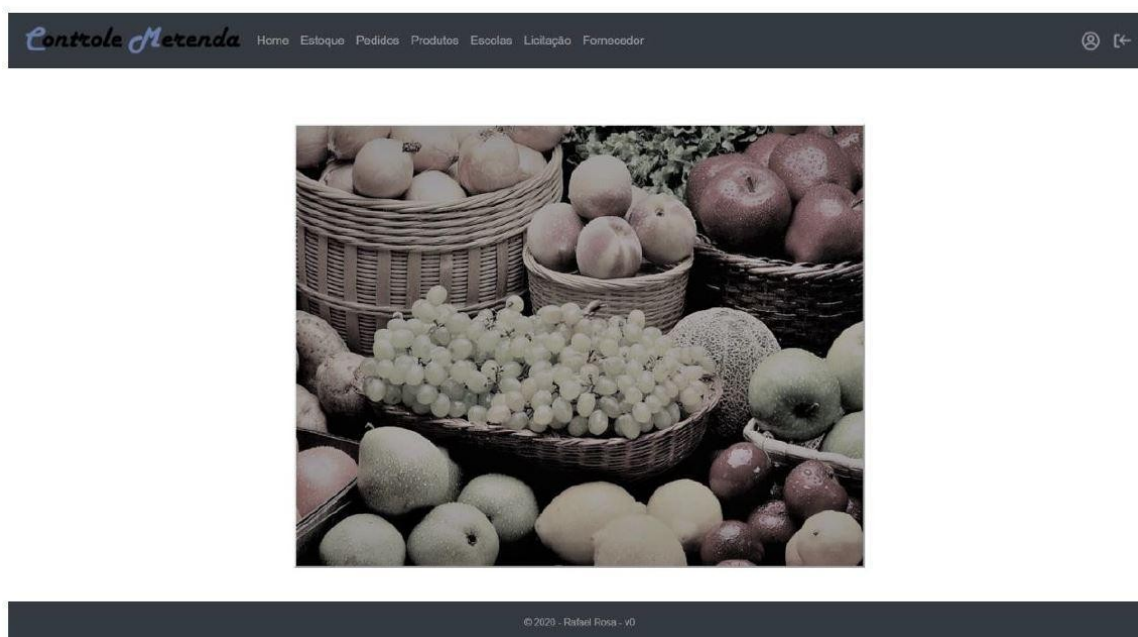 Controle Merenda Home Estoque Pedidos Produtos Escolas Licitação Fornecedor
© 2020 - Rafael Rosa - v0